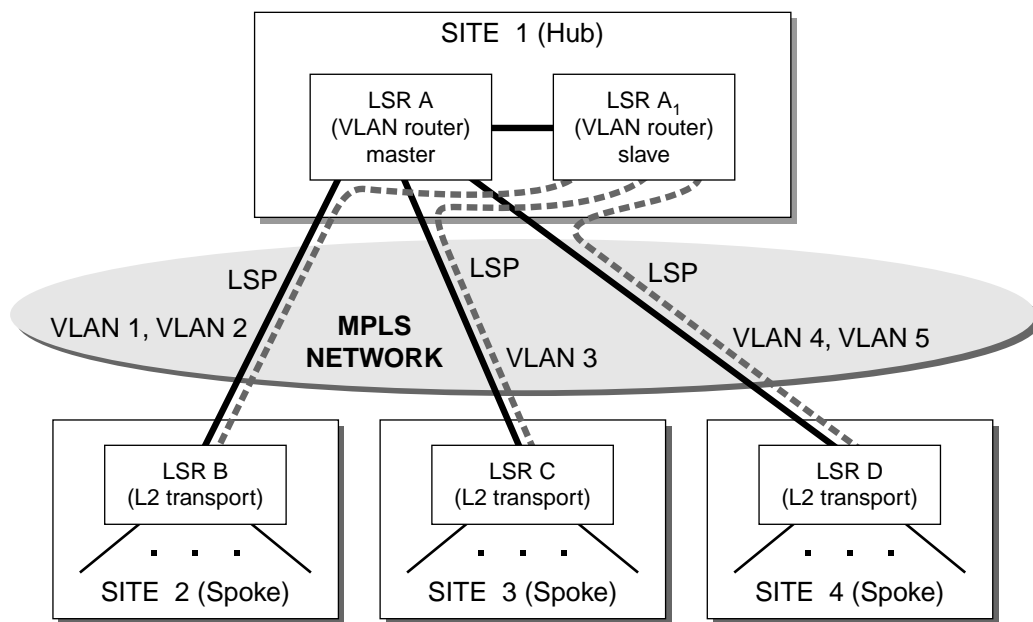 SITE 1 (Hub)
LSR A
(VLAN router)
master
LSR A₁
(VLAN router)
slave
LSP
LSP
LSP
VLAN 1, VLAN 2
MPLS
NETWORK
VLAN 3
VLAN 4, VLAN 5
LSR B
(L2 transport)
SITE 2 (Spoke)
LSR C
(L2 transport)
SITE 3 (Spoke)
LSR D
(L2 transport)
SITE 4 (Spoke)